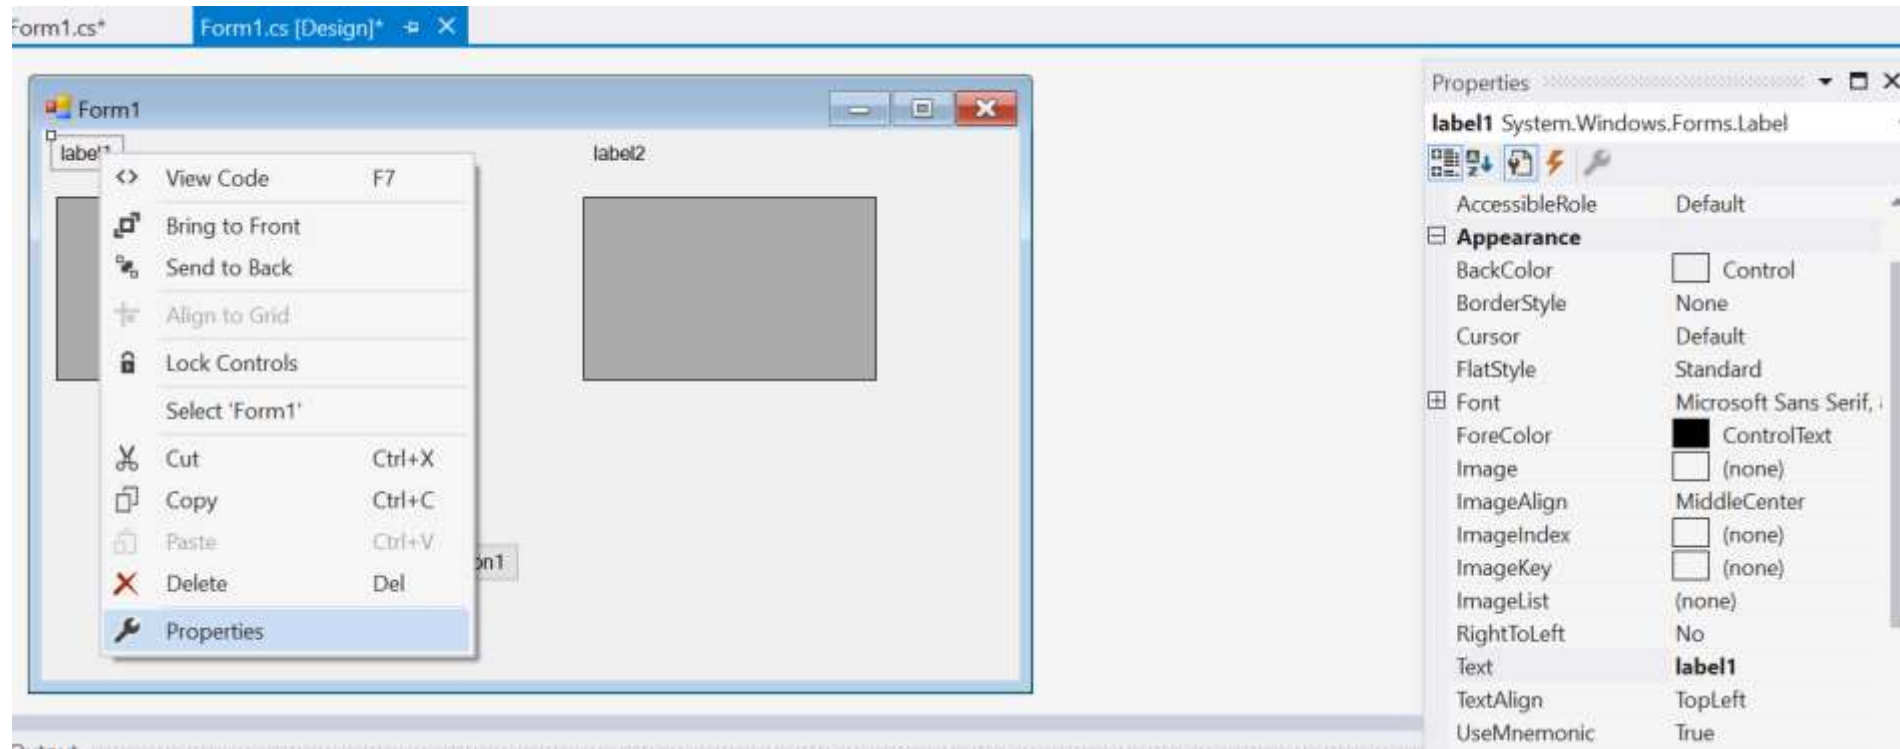 Form1.cs*
Form1.cs [Design]*
Form1
label1
label2
View Code F7
Bring to Front
Send to Back
Align to Grid
Lock Controls
Select 'Form1'
Cut Ctrl+X
Copy Ctrl+C
Paste Ctrl+V
Delete Del
Properties
on1
Properties
label1 System.Windows.Forms.Label
AccessibleRole Default
Appearance
BackColor Control
BorderStyle None
Cursor Default
FlatStyle Standard
Font Microsoft Sans Serif,
ForeColor ControlText
Image (none)
ImageAlign MiddleCenter
ImageIndex (none)
ImageKey (none)
ImageList (none)
RightToLeft No
Text label1
TextAlign TopLeft
UseMnemonic True